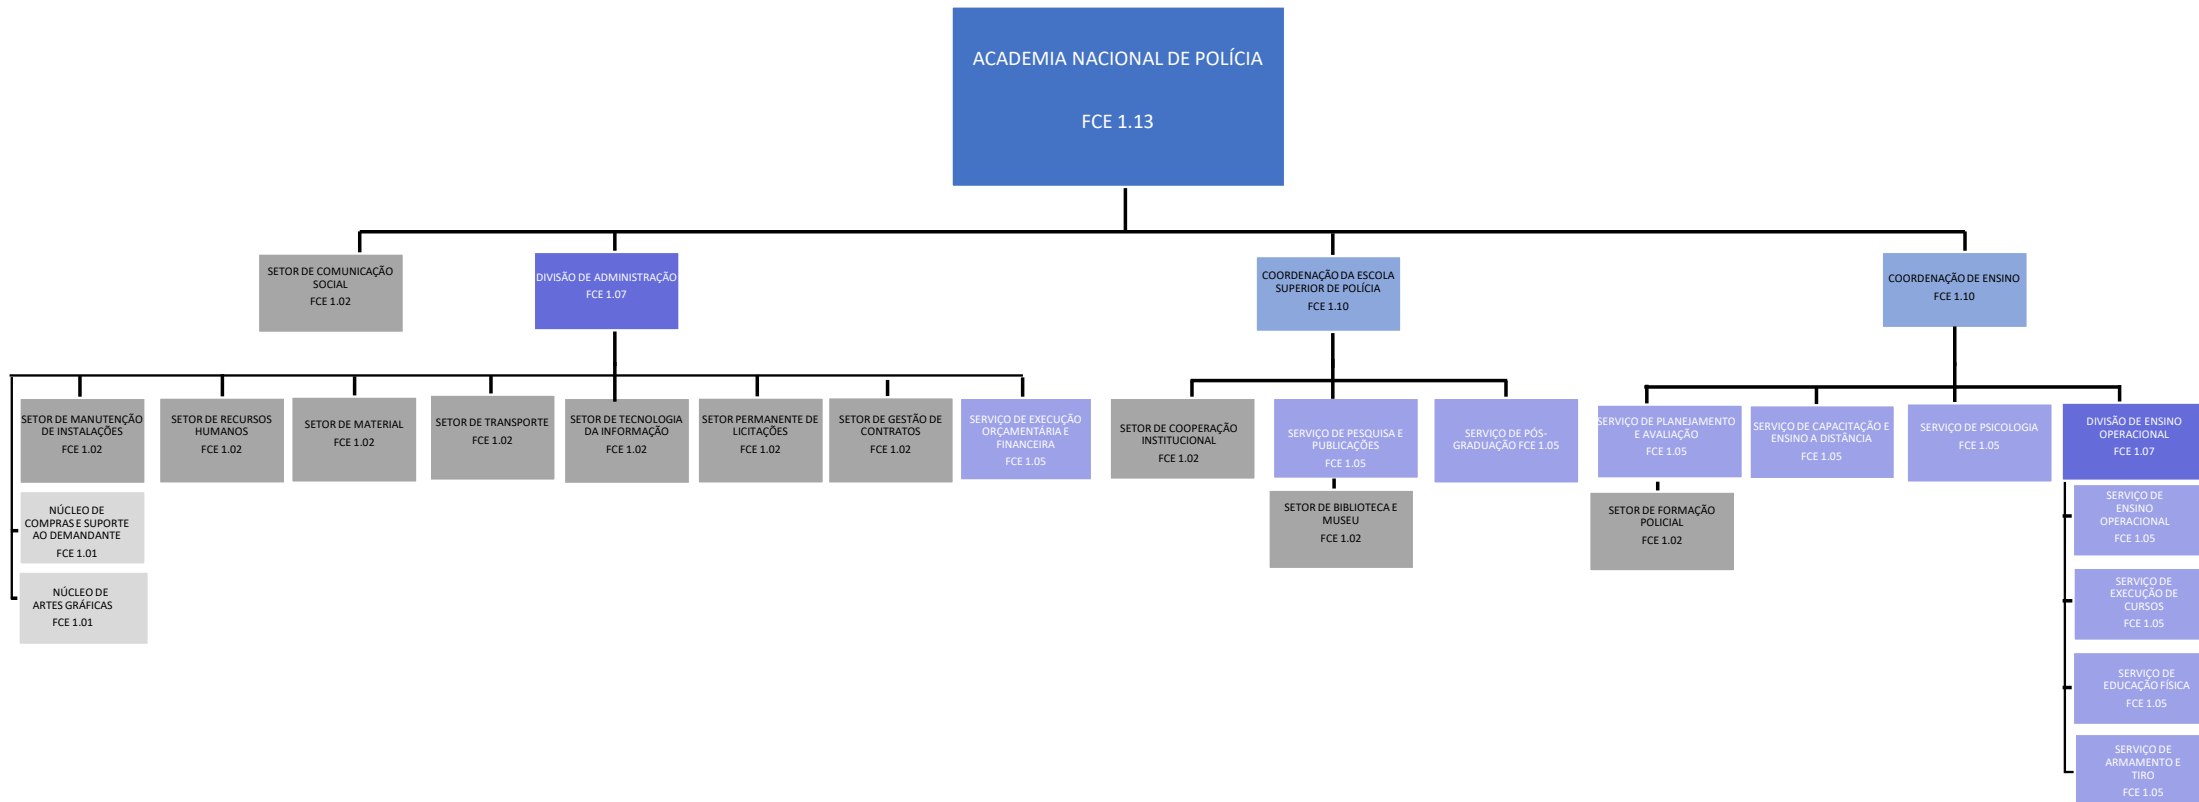 ACADEMIA NACIONAL DE POLÍCIA
FCE 1.13
SETOR DE COMUNICAÇÃO
SOCIAL
FCE 1.02
DIVISÃO DE ADMINISTRAÇÃO
FCE 1.07
COORDENAÇÃO DA ESCOLA
SUPERIOR DE POLÍCIA
FCE 1.10
COORDENAÇÃO DE ENSINO
FCE 1.10
SETOR DE MANUTENÇÃO
DE INSTALAÇÕES
FCE 1.02
SETOR DE RECURSOS
HUMANOS
FCE 1.02
SETOR DE MATERIAL
FCE 1.02
SETOR DE TRANSPORTE
FCE 1.02
SETOR DE TECNOLOGIA
DA INFORMAÇÃO
FCE 1.02
SETOR PERMANENTE DE
LICITAÇÕES
FCE 1.02
SETOR DE GESTÃO DE
CONTRATOS
FCE 1.02
SERVIÇO DE EXECUÇÃO
ORÇAMENTÁRIA E
FINANCEIRA
FCE 1.05
SETOR DE COOPERAÇÃO
INSTITUCIONAL
FCE 1.02
SERVIÇO DE PESQUISA E
PUBLICAÇÕES
FCE 1.05
SERVIÇO DE PÓS-
GRADUAÇÃO FCE 1.05
SERVIÇO DE PLANEJAMENTO
E AVALIAÇÃO
FCE 1.05
SERVIÇO DE CAPACITAÇÃO E
ENSINO A DISTÂNCIA
FCE 1.05
SERVIÇO DE PSICOLOGIA
FCE 1.05
DIVISÃO DE ENSINO
OPERACIONAL
FCE 1.07
NÚCLEO DE
COMPRAS E SUPORTE
AO DEMANDANTE
FCE 1.01
NÚCLEO DE
ARTES GRÁFICAS
FCE 1.01
SETOR DE BIBLIOTECA E
MUSEU
FCE 1.02
SETOR DE FORMAÇÃO
POLICIAL
FCE 1.02
SERVIÇO DE
ENSINO
OPERACIONAL
FCE 1.05
SERVIÇO DE
EXECUÇÃO DE
CURSOS
FCE 1.05
SERVIÇO DE
EDUCAÇÃO FÍSICA
FCE 1.05
SERVIÇO DE
ARMAMENTO E
TIRO
FCE 1.05